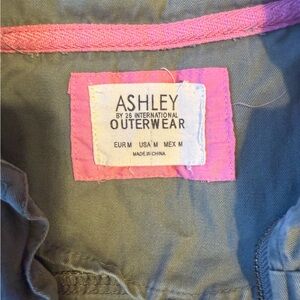 ASHLEY
BY 26 INTERNATIONAL
OUTERWEAR
EUR M USA M MEX M
MADE IN CHINA